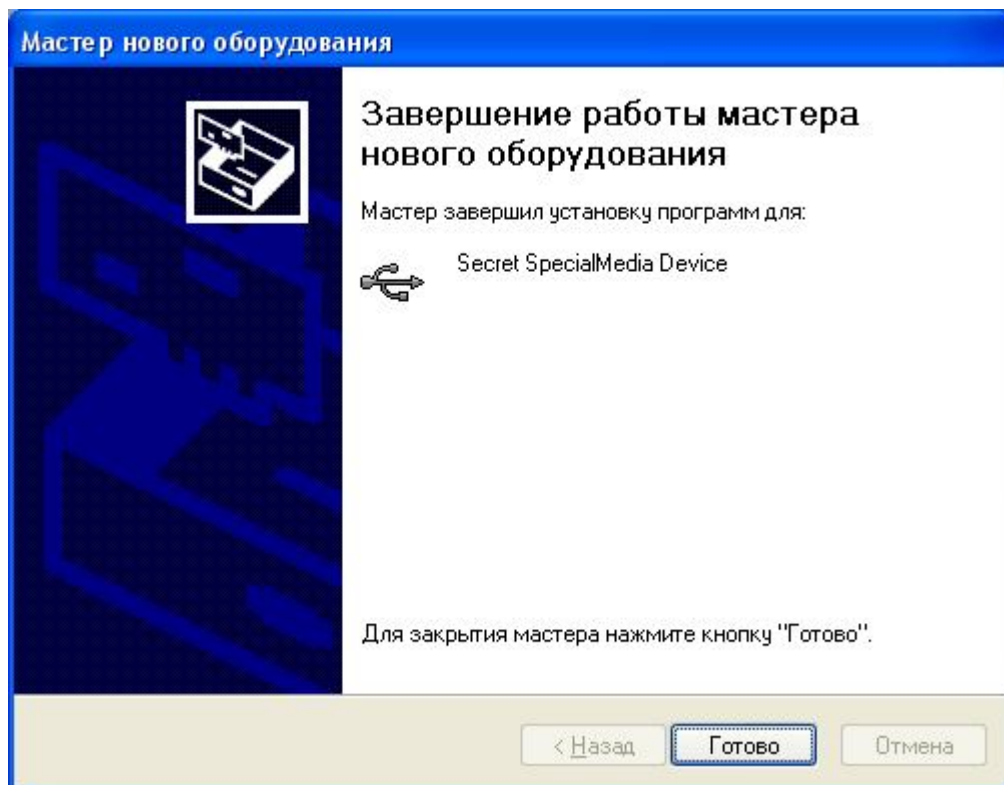 Мастер нового оборудования
Завершение работы мастера
нового оборудования
Мастер завершил установку программ для:
Secret SpecialMedia Device
Для закрытия мастера нажмите кнопку "Готово".
< Назад Готово Отмена